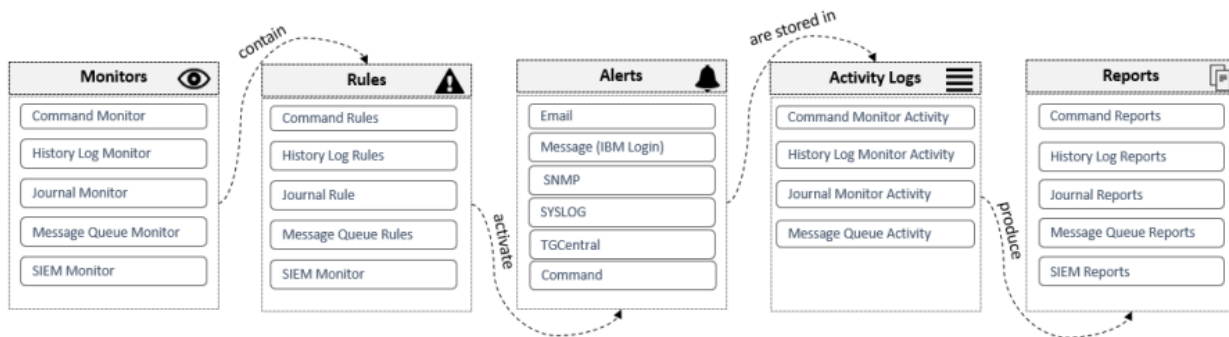 contain
are stored in
Monitors
Rules
Alerts
Activity Logs
Reports
Command Monitor
History Log Monitor
Journal Monitor
Message Queue Monitor
SIEM Monitor
Command Rules
History Log Rules
Journal Rule
Message Queue Rules
SIEM Monitor
activate
Email
Message (IBM Login)
SNMP
SYSLOG
TGCentral
Command
Command Monitor Activity
History Log Monitor Activity
Journal Monitor Activity
Message Queue Activity
produce
Command Reports
History Log Reports
Journal Reports
Message Queue Reports
SIEM Reports